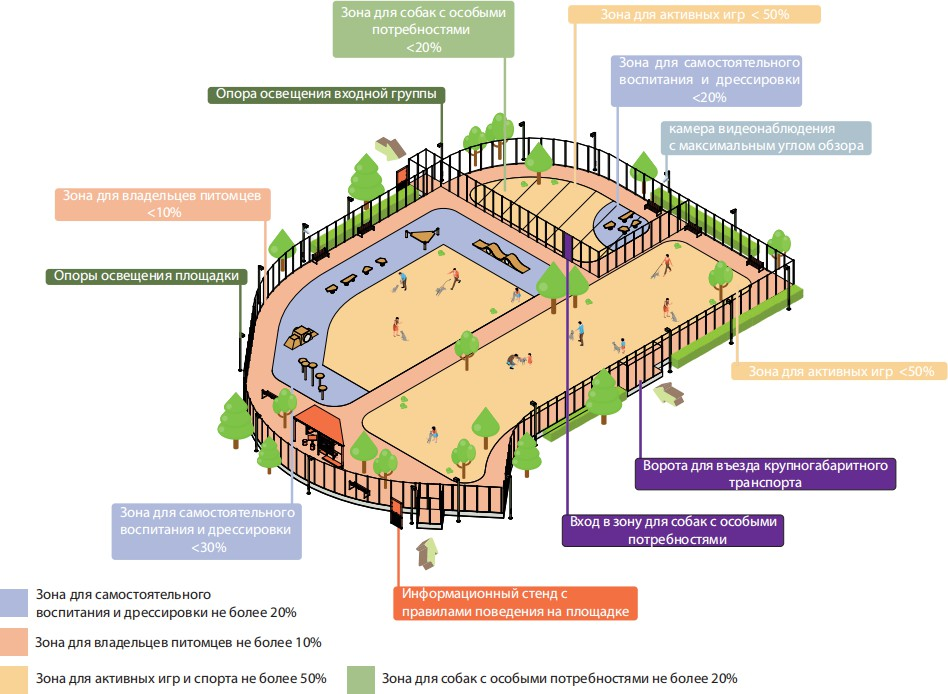 Зона для собак с особыми
потребностями
<20%
Зона для активных игр < 50%
Зона для самостоятельного
воспитания и дрессировки
<20%
Опора освещения входной группы
камера видеонаблюдения
с максимальным углом обзора
Зона для владельцев питомцев
<10%
Опоры освещения площадки
Зона для активных игр <50%
Ворота для въезда крупногабаритного
транспорта
Зона для самостоятельного
воспитания и дрессировки
<30%
Вход в зону для собак с особыми
потребностями
Информационный стенд с
правилами поведения на площадке
Зона для самостоятельного
воспитания и дрессировки не более 20%
Зона для владельцев питомцев не более 10%
Зона для активных игр и спорта не более 50%
Зона для собак с особыми потребностями не более 20%